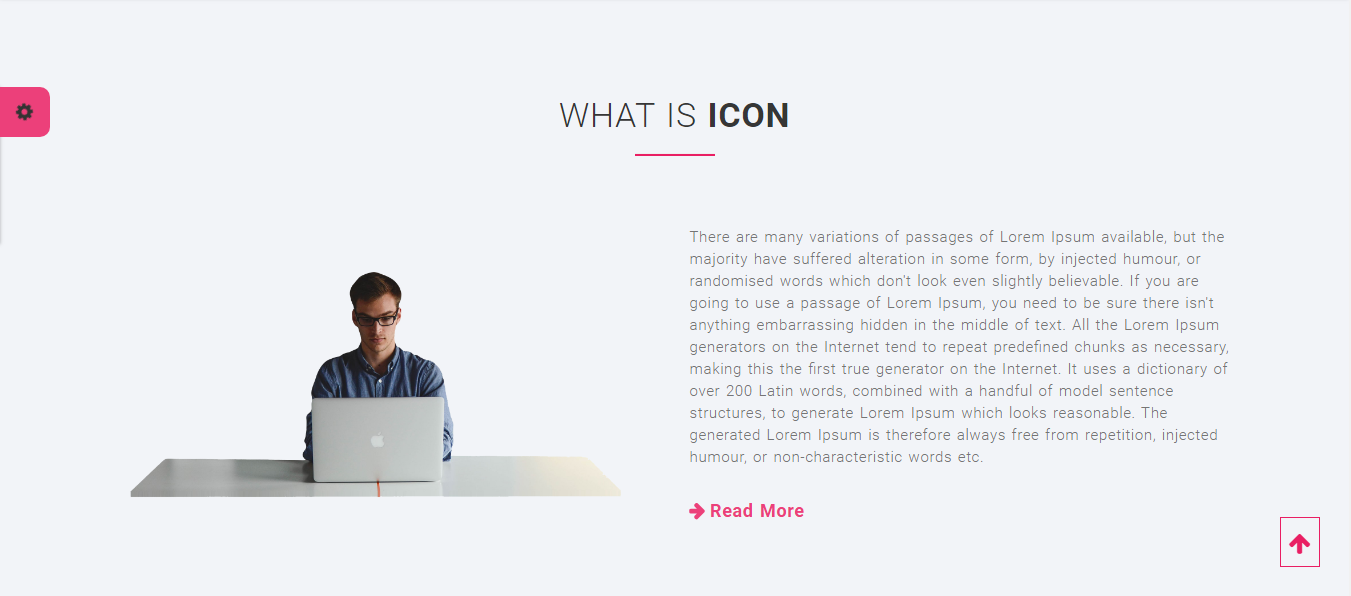 WHAT IS ICON
There are many variations of passages of Lorem Ipsum available, but the
majority have suffered alteration in some form, by injected humour, or
randomised words which don't look even slightly believable. If you are
going to use a passage of Lorem Ipsum, you need to be sure there isn't
anything embarrassing hidden in the middle of text. All the Lorem Ipsum
generators on the Internet tend to repeat predefined chunks as necessary,
making this the first true generator on the Internet. It uses a dictionary of
over 200 Latin words, combined with a handful of model sentence
structures, to generate Lorem Ipsum which looks reasonable. The
generated Lorem Ipsum is therefore always free from repetition, injected
humour, or non-characteristic words etc.
Read More